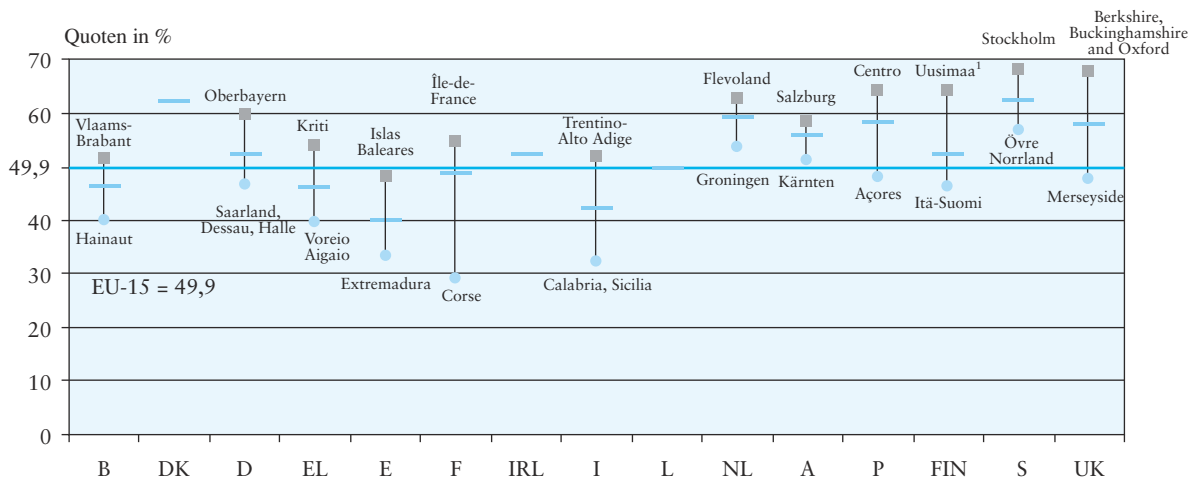 Quoten in %
70
60
49,9
40
30
20
10
0
Vlaams-
Brabant
Hainaut
Oberbayern
Saarland,
Dessau, Halle
Kriti
Voreio
Aigaio
Islas
Baleares
Extremadura
Île-de-
France
Corse
Trentino-
Alto Adige
Calabria, Sicilia
Flevoland
Groningen
Salzburg
Kärnten
Centro
Açores
Uusimaa¹
Itä-Suomi
Stockholm
Övre
Norrland
Berkshire,
Buckinghamshire
and Oxford
Merseyside
EU-15 = 49,9
B DK D EL E F IRL I L NL A P FIN S UK